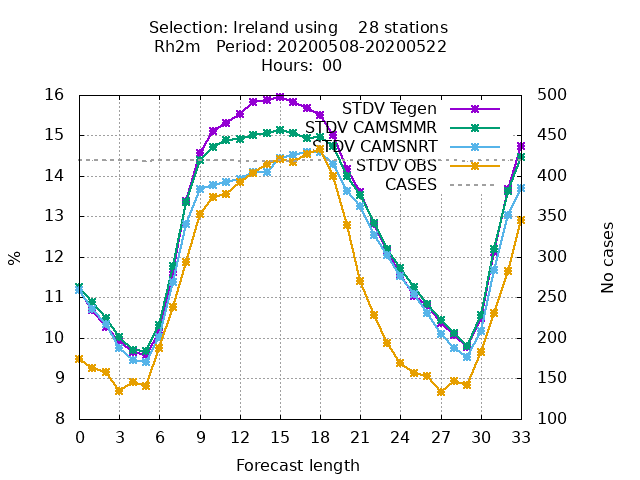 Selection: Ireland using    28 stations
Rh2m   Period: 20200508-20200522
Hours:  00
STDV Tegen
STDV CAMSMMR
STDV CAMSNRT
STDV OBS
CASES
%
16
15
14
13
12
11
10
9
8
500
450
400
350
300
250
200
150
100
No cases
0 3 6 9 12 15 18 21 24 27 30 33
Forecast length